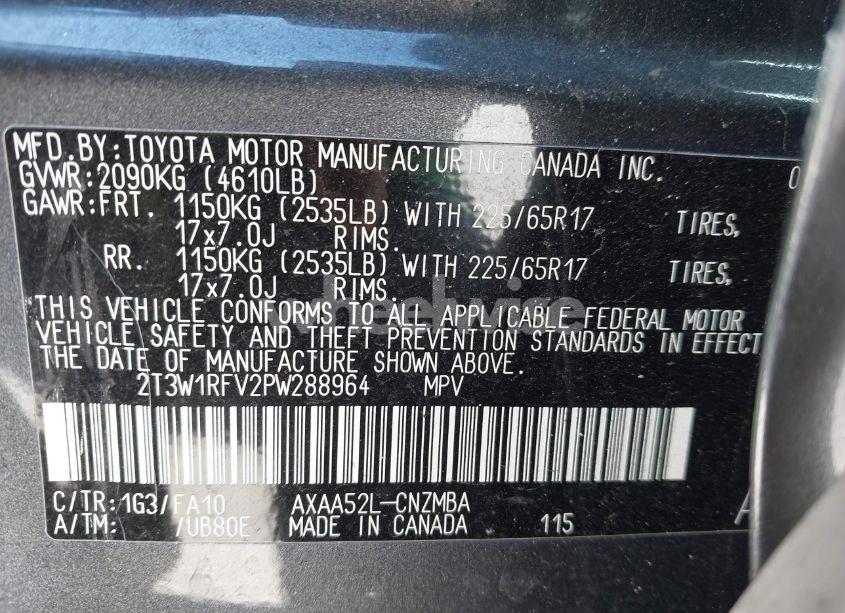 MFD. BY: TOYOTA MOTOR MANUFACTURING CANADA INC. 0
GVWR: 2090KG (4610LB)
GAWR: FRT. 1150KG (2535LB) WITH 225/65R17 TIRES,
17x7.0J RIMS.
RR. 1150KG (2535LB) WITH 225/65R17 TIRES,
17x7.0J RIMS.
THIS VEHICLE CONFORMS TO ALL APPLICABLE FEDERAL MOTOR
VEHICLE SAFETY AND THEFT PREVENTION STANDARDS IN EFFECT
THE DATE OF MANUFACTURE SHOWN ABOVE.
2T3W1RFV2PW288964 MPV
C/TR: 1G3/FA10 AXAA52L-CNZMBA
A/TM: /UB80E MADE IN CANADA 115 A